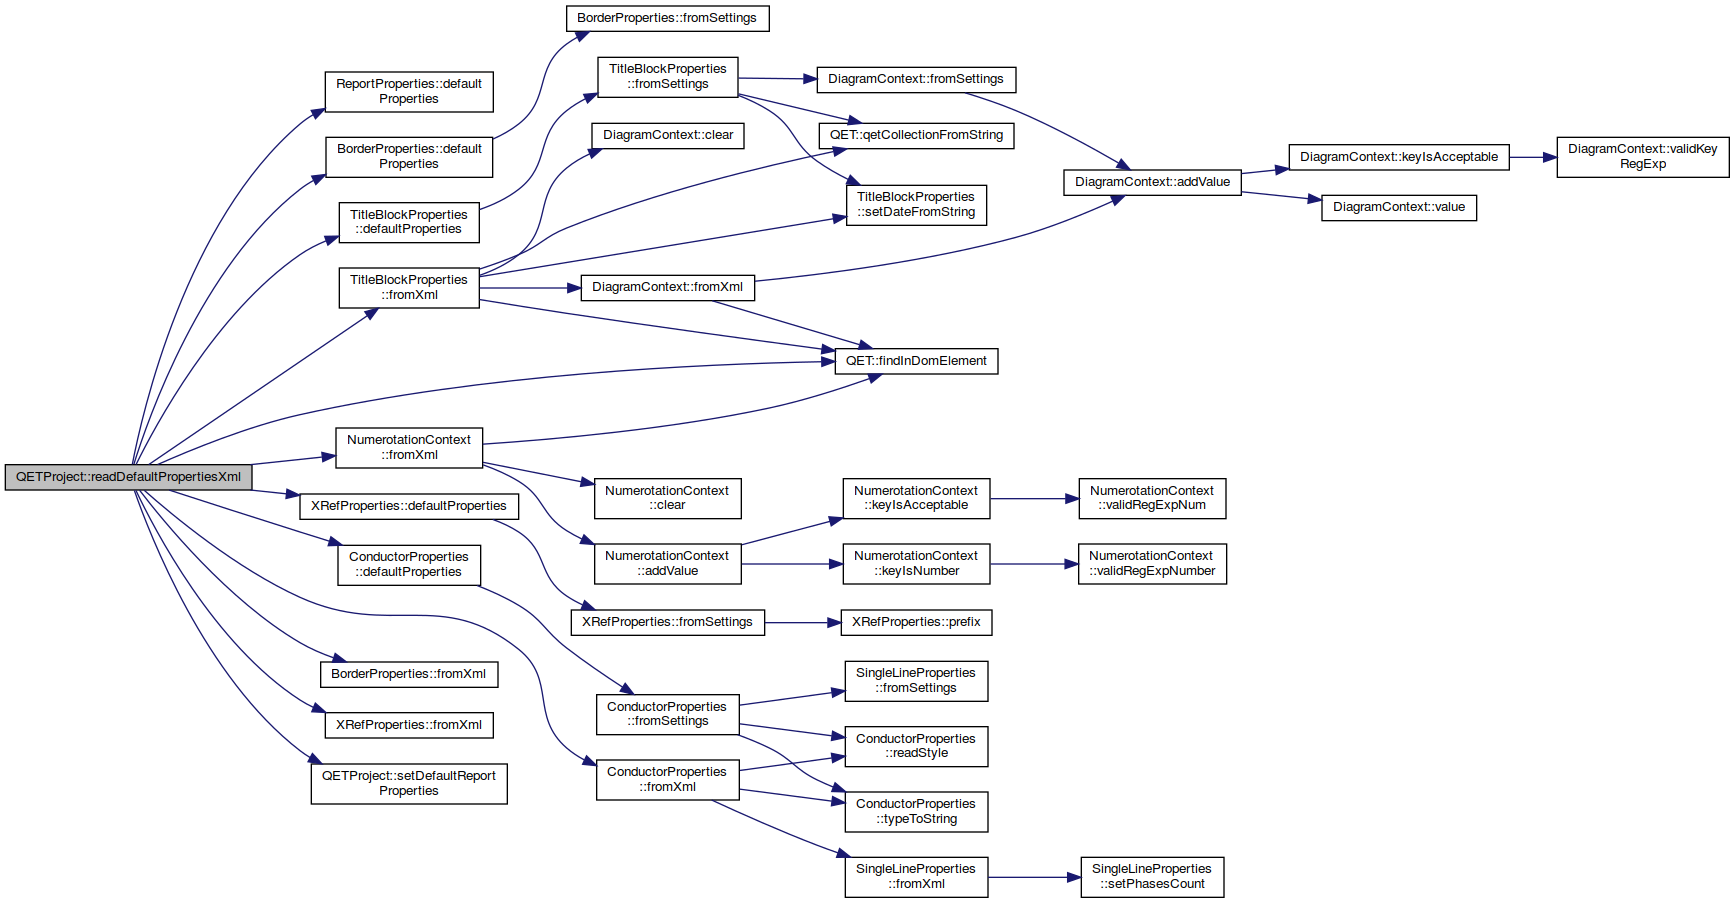 BorderProperties::fromSettings
ReportProperties::default
Properties
TitleBlockProperties
::fromSettings
DiagramContext::fromSettings
BorderProperties::default
Properties
DiagramContext::clear
QET::qetCollectionFromString
DiagramContext::keyIsAcceptable
DiagramContext::validKey
RegExp
TitleBlockProperties
::defaultProperties
TitleBlockProperties
::setDateFromString
DiagramContext::addValue
DiagramContext::value
TitleBlockProperties
::fromXml
DiagramContext::fromXml
QET::findInDomElement
QETProject::readDefaultPropertiesXml
NumerotationContext
::fromXml
XRefProperties::defaultProperties
NumerotationContext
::clear
NumerotationContext
::keyIsAcceptable
NumerotationContext
::validRegExpNum
ConductorProperties
::defaultProperties
NumerotationContext
::addValue
NumerotationContext
::keyIsNumber
NumerotationContext
::validRegExpNumber
XRefProperties::fromSettings
XRefProperties::prefix
BorderProperties::fromXml
SingleLineProperties
::fromSettings
XRefProperties::fromXml
ConductorProperties
::fromSettings
ConductorProperties
::readStyle
QETProject::setDefaultReport
Properties
ConductorProperties
::fromXml
ConductorProperties
::typeToString
SingleLineProperties
::fromXml
SingleLineProperties
::setPhasesCount